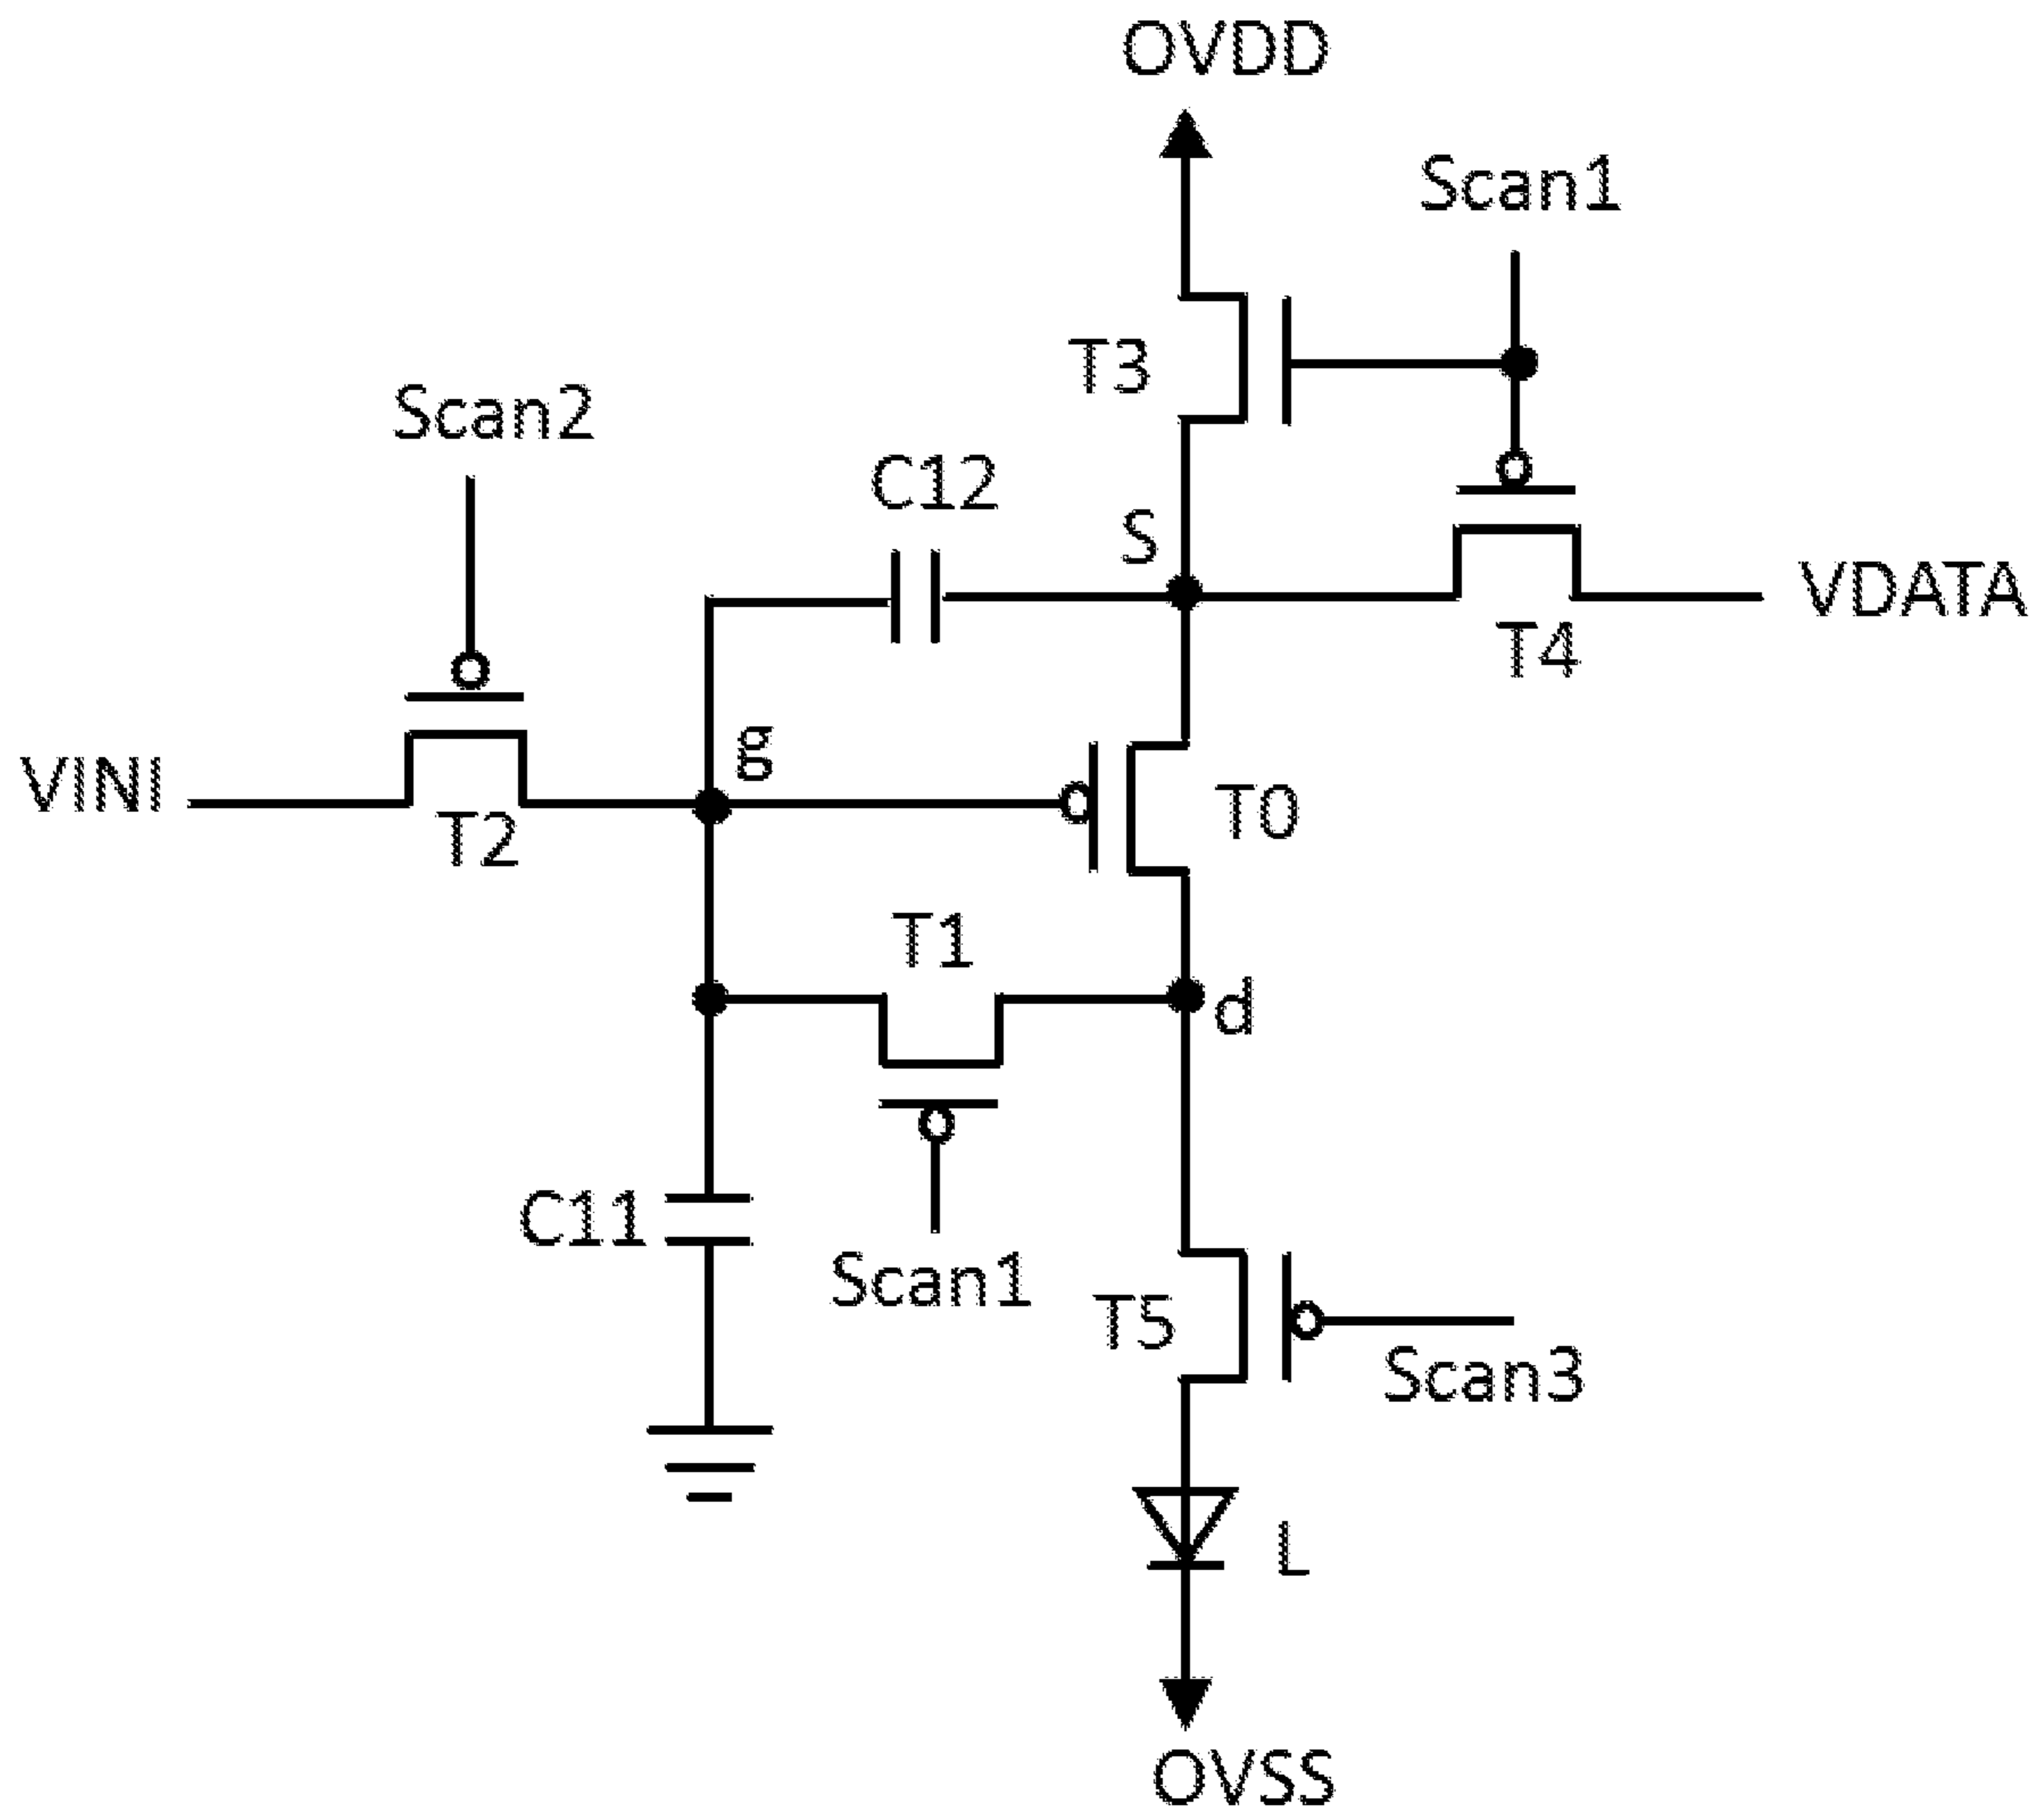 OVDD
Scan1
T3
Scan2
C12
S
VDATA
T4
g
VINI
T2
T0
T1
d
C11
Scan1
T5
Scan3
L
OVSS